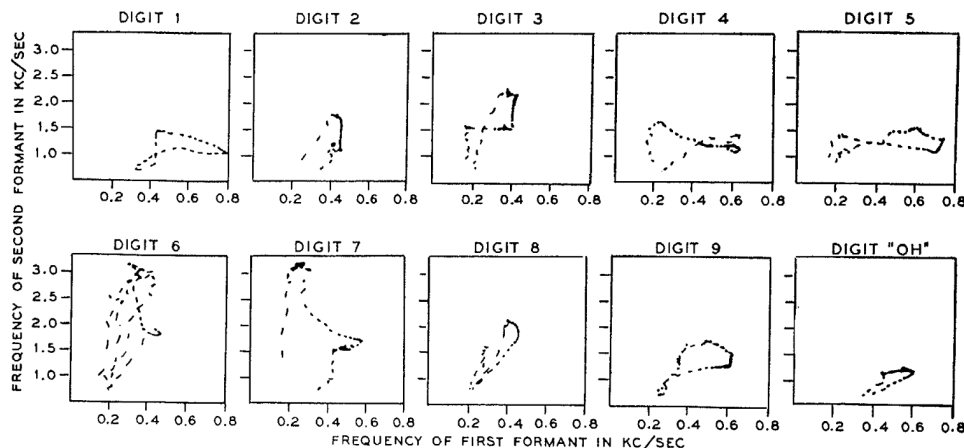 DIGIT 1 DIGIT 2 DIGIT 3 DIGIT 4 DIGIT 5
FREQUENCY OF SECOND FORMANT IN KC/SEC
3.0
2.5
2.0
1.5
1.0
0.2 0.4 0.6 0.8 0.2 0.4 0.6 0.8 0.2 0.4 0.6 0.8 0.2 0.4 0.6 0.8 0.2 0.4 0.6 0.8
DIGIT 6 DIGIT 7 DIGIT 8 DIGIT 9 DIGIT "OH"
3.0
2.5
2.0
1.5
1.0
0.2 0.4 0.6 0.8 0.2 0.4 0.6 0.8 0.2 0.4 0.6 0.8 0.2 0.4 0.6 0.8 0.2 0.4 0.6 0.8
FREQUENCY OF FIRST FORMANT IN KC/SEC